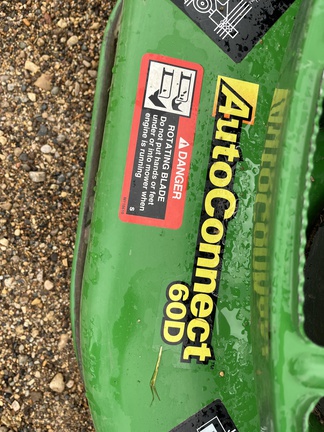 DANGER
ROTATING BLADE
Do not put hands or feet
under or into mower when
engine is running
5
AutoConnect
60D